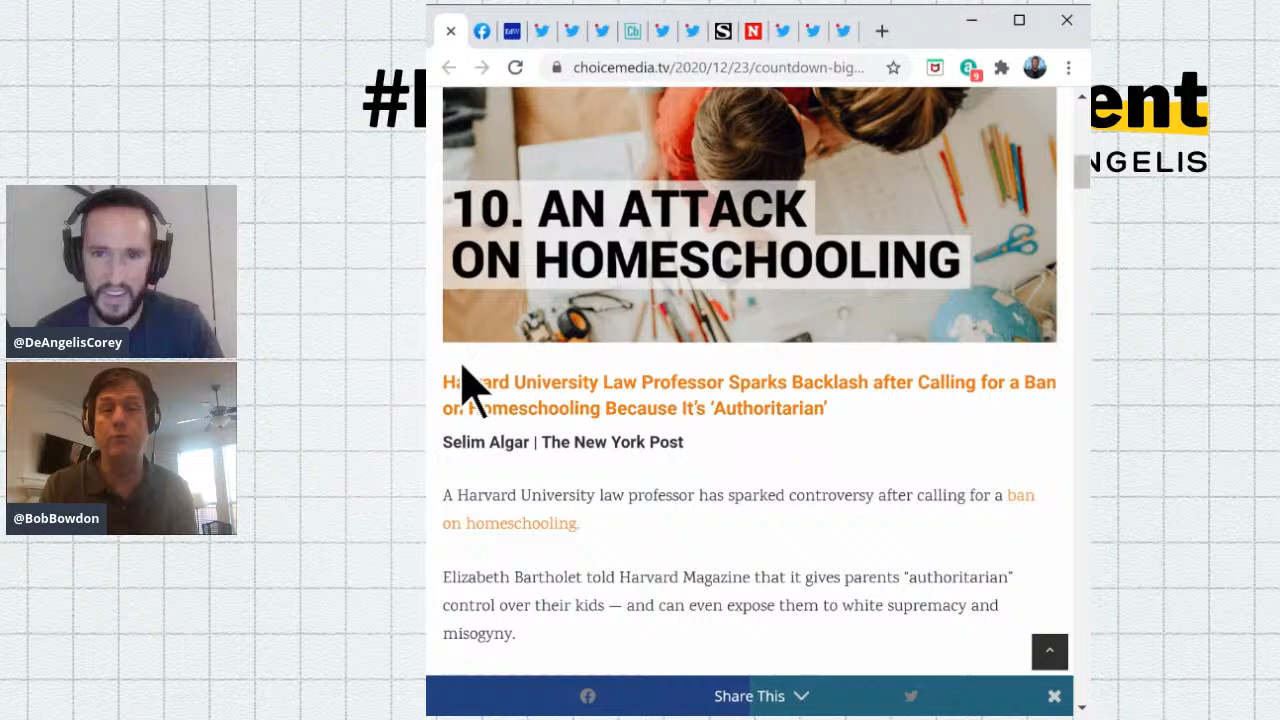 choicemedia.tv/2020/12/23/countdown-big...
EdW
Cb
S
N
9
#
ent
NGELIS
10. AN ATTACK
ON HOMESCHOOLING
@DeAngelisCorey
@BobBowdon
University Law Professor Sparks Backlash after Calling for a Ban
Homeschooling Because It’s ‘Authoritarian’
Selim Algar | The New York Post
A Harvard University law professor has sparked controversy after calling for a ban
on homeschooling.
Elizabeth Bartholet told Harvard Magazine that it gives parents “authoritarian”
control over their kids — and can even expose them to white supremacy and
misogyny.
Share This